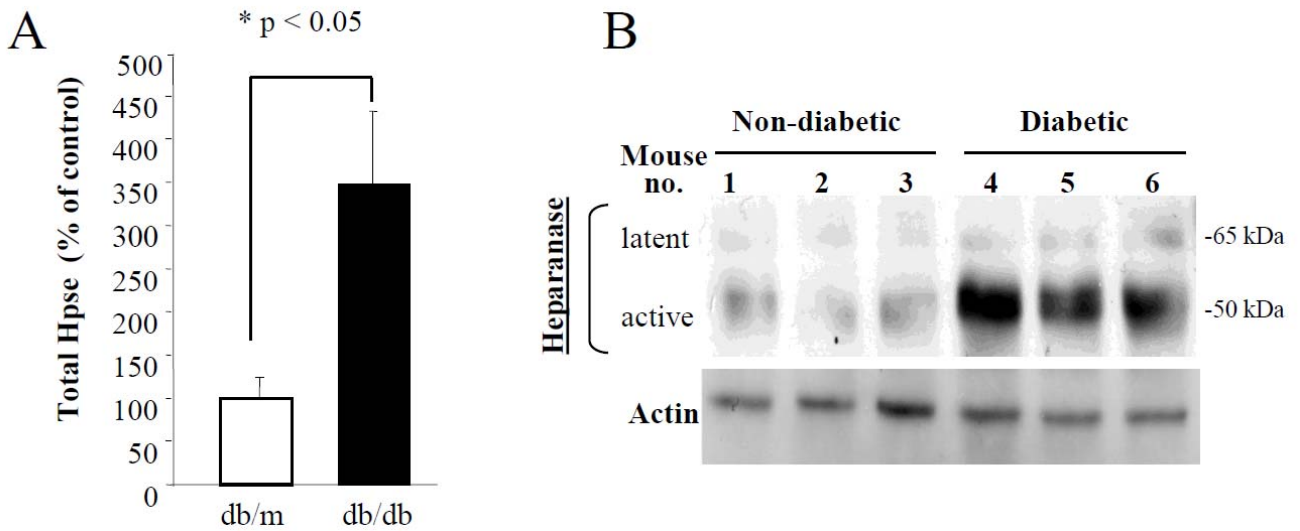 A
* p < 0.05
Total Hpse (% of control)
500
450
400
350
300
250
200
150
100
50
0
db/m
db/db
B
Non-diabetic
Diabetic
Mouse
no.
1
2
3
4
5
6
Heparanase
latent
active
-65 kDa
-50 kDa
Actin